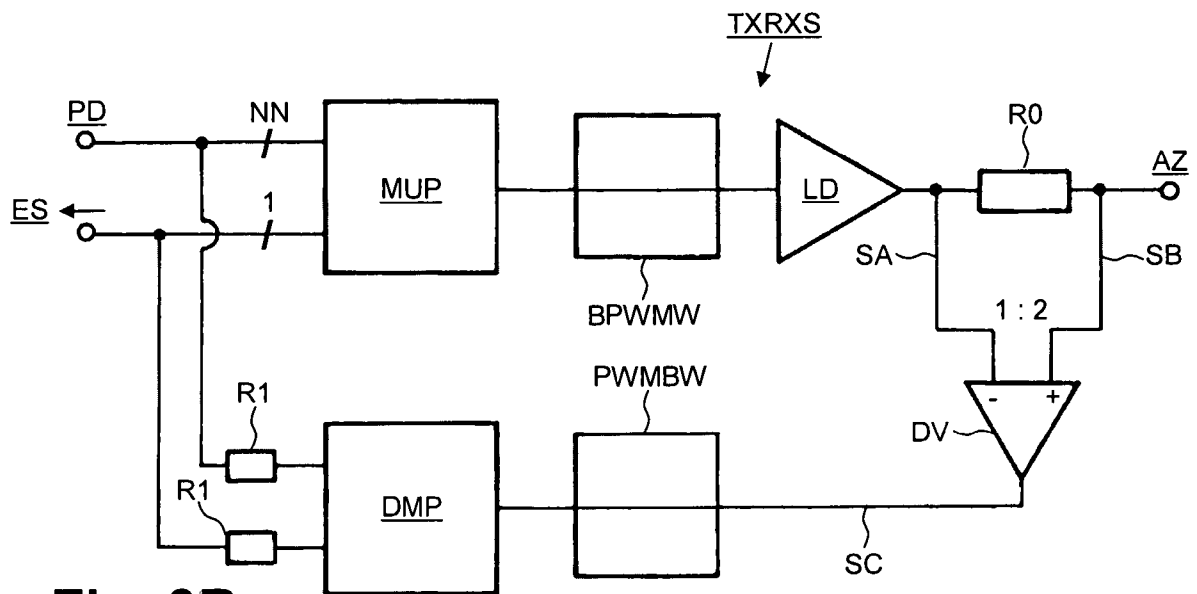 TXRXS
PD
NN
R0
AZ
MUP
LD
ES
1
SA
SB
BPWMW
1 : 2
PWMBW
- +
R1
DV
R1
DMP
SC